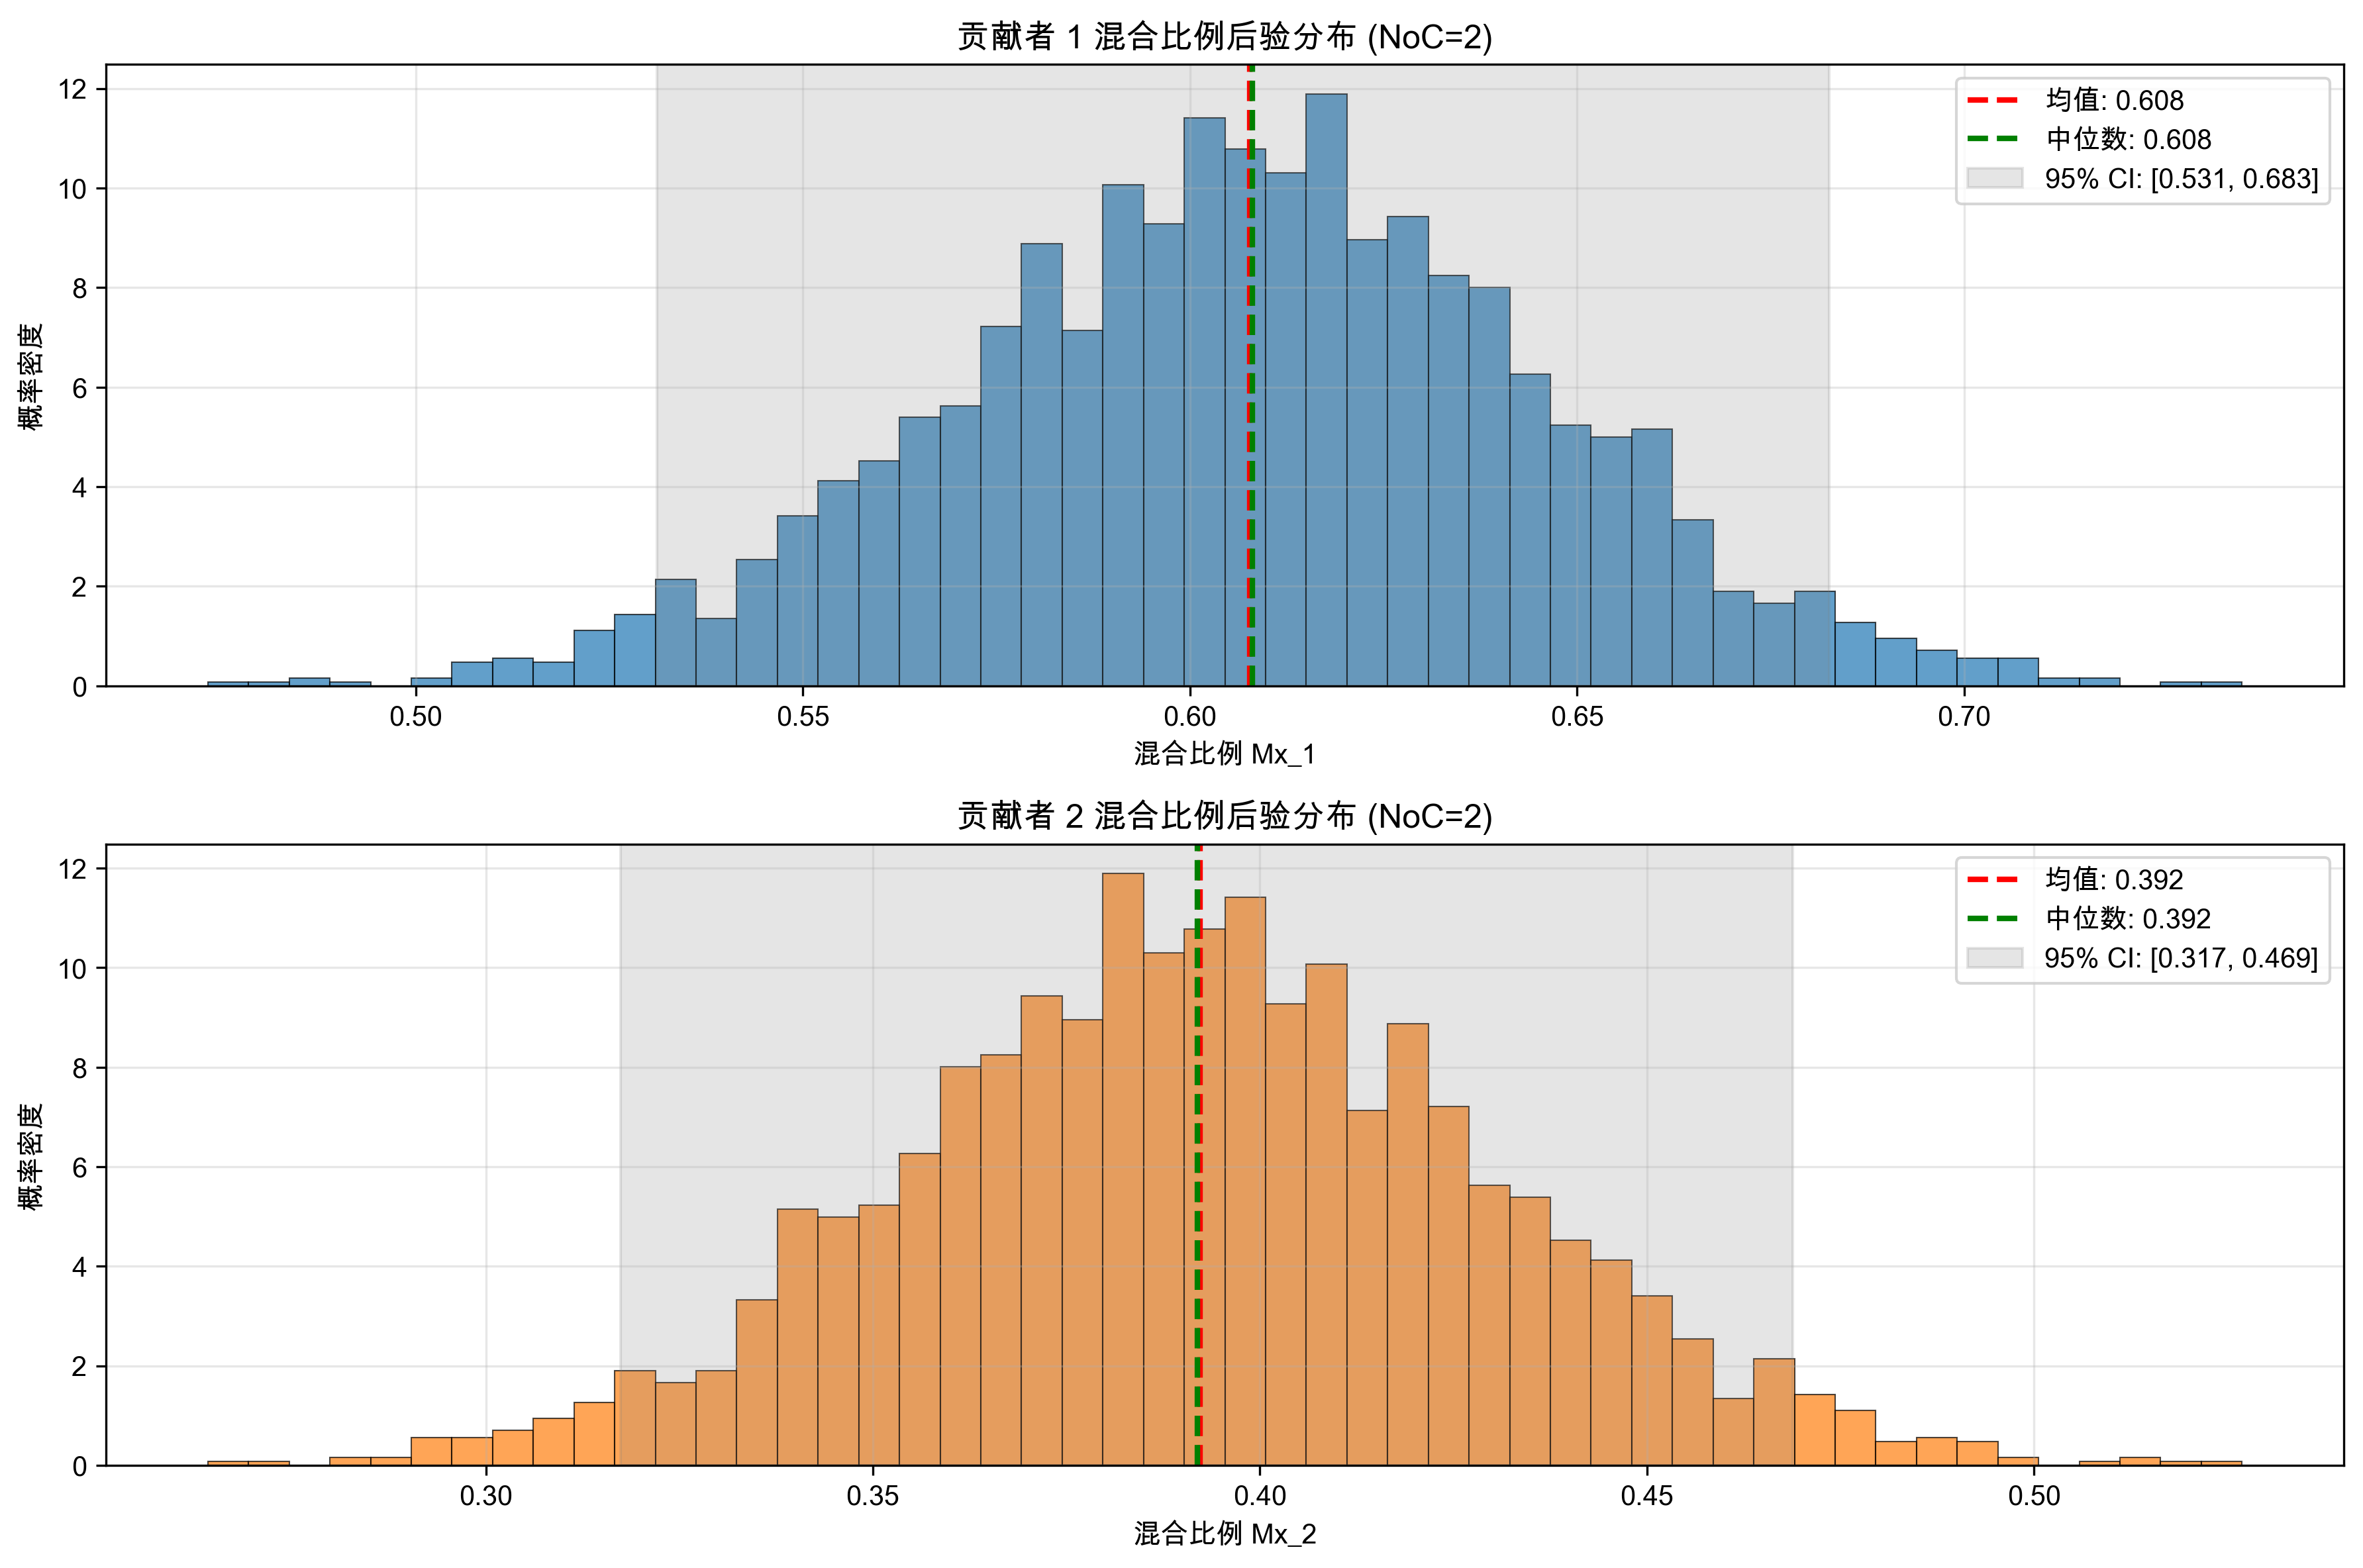 贡献者 1 混合比例后验分布 (NoC=2)
均值: 0.608
中位数: 0.608
95% CI: [0.531, 0.683]
概率密度
12
10
8
6
4
2
0
0.50 0.55 0.60 0.65 0.70
混合比例 Mx_1
贡献者 2 混合比例后验分布 (NoC=2)
均值: 0.392
中位数: 0.392
95% CI: [0.317, 0.469]
概率密度
12
10
8
6
4
2
0
0.30 0.35 0.40 0.45 0.50
混合比例 Mx_2